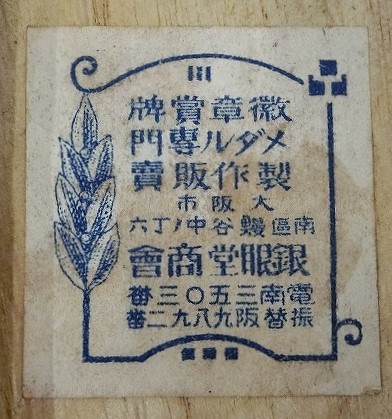 徽章賞牌
メダル専門
製作販賣
大阪市
南區鰻谷中ノ丁六
銀眼堂商會
電南三五〇三番
振替阪九八九二番